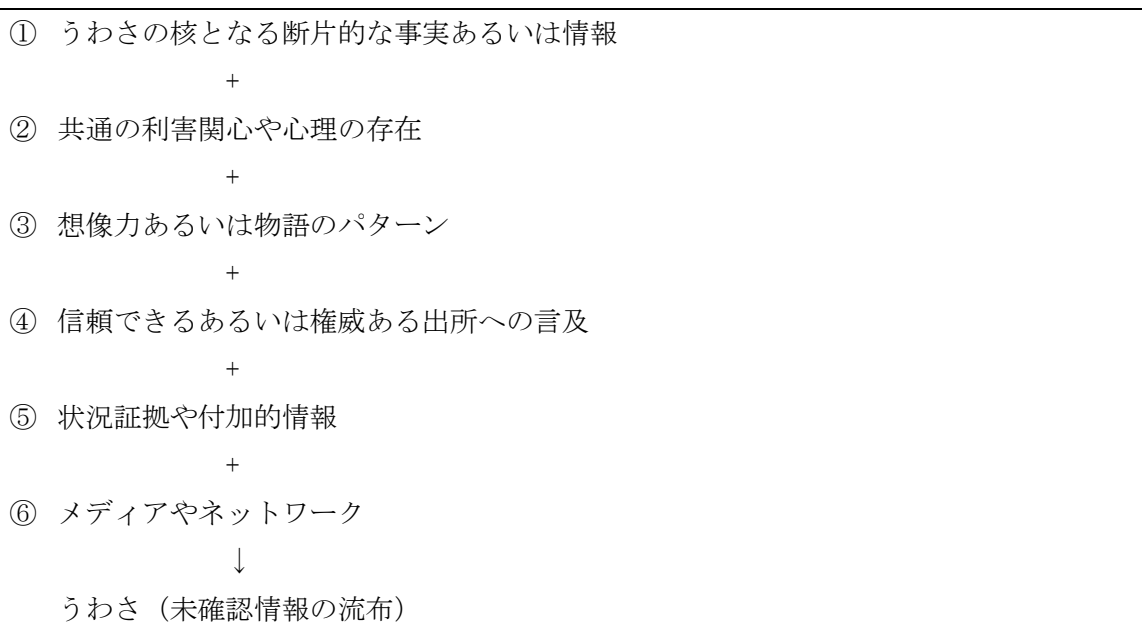 ① うわさの核となる断片的な事実あるいは情報
+
② 共通の利害関心や心理の存在
+
③ 想像力あるいは物語のパターン
+
④ 信頼できるあるいは権威ある出所への言及
+
⑤ 状況証拠や付加的情報
+
⑥ メディアやネットワーク
↓
うわさ（未確認情報の流布）